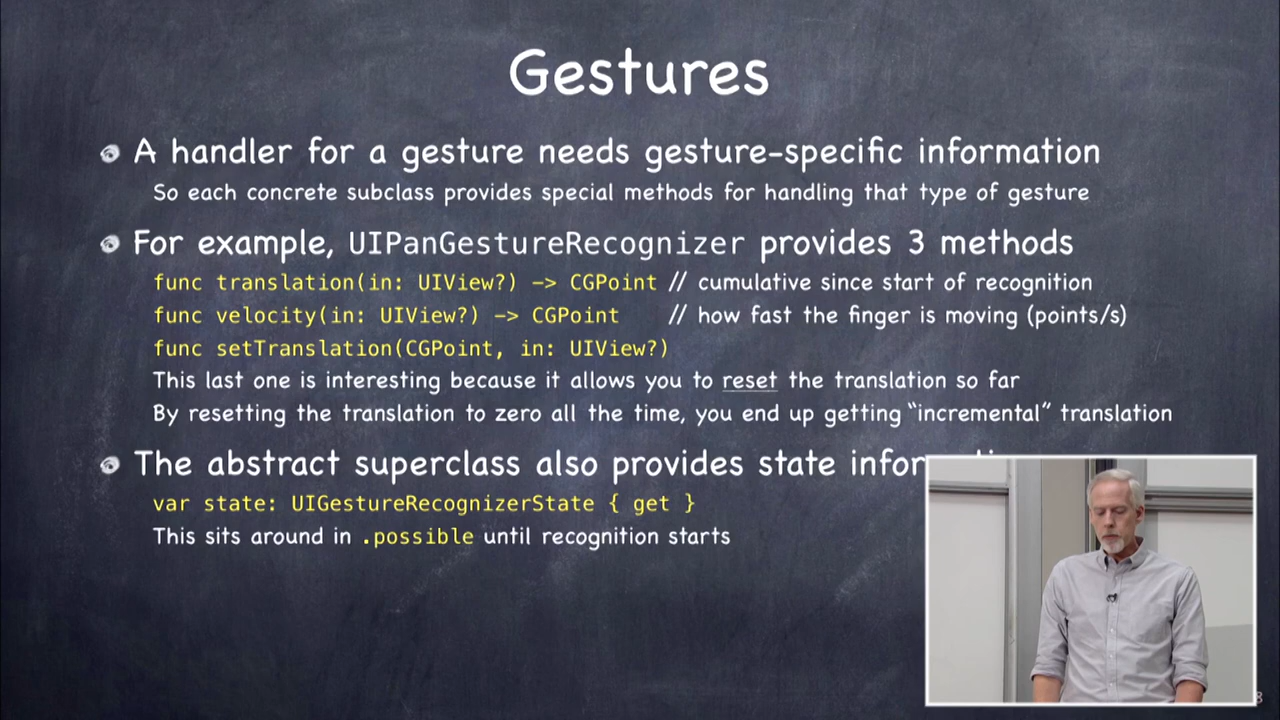 Gestures
A handler for a gesture needs gesture-specific information
So each concrete subclass provides special methods for handling that type of gesture
For example, UIPanGestureRecognizer provides 3 methods
func translation(in: UIView?) -> CGPoint // cumulative since start of recognition
func velocity(in: UIView?) -> CGPoint // how fast the finger is moving (points/s)
func setTranslation(CGPoint, in: UIView?)
This last one is interesting because it allows you to reset the translation so far
By resetting the translation to zero all the time, you end up getting “incremental” translation
The abstract superclass also provides state
var state: UIGestureRecognizerState { get }
This sits around in .possible until recognition starts